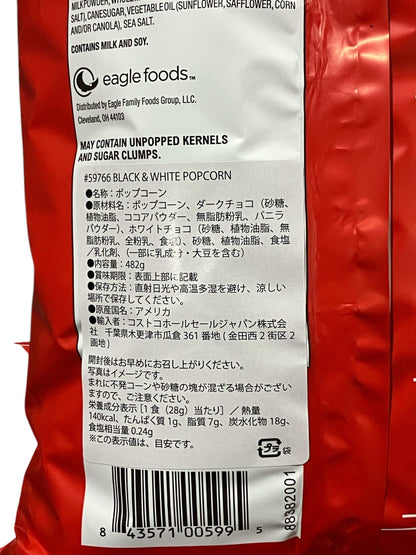 MILKPOWDER, WHOLE
SALT), CANESUGAR, VEGETABLE OIL (SUNFLOWER, SAFFLOWER, CORN
AND/OR CANOLA), SEA SALT.
CONTAINS MILK AND SOY.
eagle foods™
Distributed by Eagle Family Foods Group, LLC.
Cleveland, OH 44103
MAY CONTAIN UNPOPPED KERNELS
AND SUGAR CLUMPS.
#59766 BLACK & WHITE POPCORN
●名称：ポップコーン
●原材料名：ポップコーン、ダークチョコ（砂糖、
植物油脂、ココアパウダー、無脂肪粉乳、バニラ
パウダー）、ホワイトチョコ（砂糖、植物油脂、無
脂肪粉乳、全粉乳、食塩）、砂糖、植物油脂、食塩
/乳化剤、（一部に乳成分・大豆を含む）
●内容量：482g
●賞味期限：表面上部に記載
●保存方法：直射日光や高温多湿を避け、涼しい
場所で保存してください。
●原産国名：アメリカ
●輸入者：コストコホールセールジャパン株式会
社 千葉県木更津市瓜倉 361 番地 ( 金田西 2 街区 2
画地 )
開封後はお早めにお召し上がりください。
写真はイメージです。
まれに不発コーンや砂糖の塊が混ざる場合がござい
ますので、ご注意ください。
栄養成分表示［1 食（28g）当たり］／ 熱量
140kcal、たんぱく質 1g、脂質 7g、炭水化物 18g、
食塩相当量 0.24g
※この表示値は、目安です。
プラ 袋
8 43571 00599 5
88382001